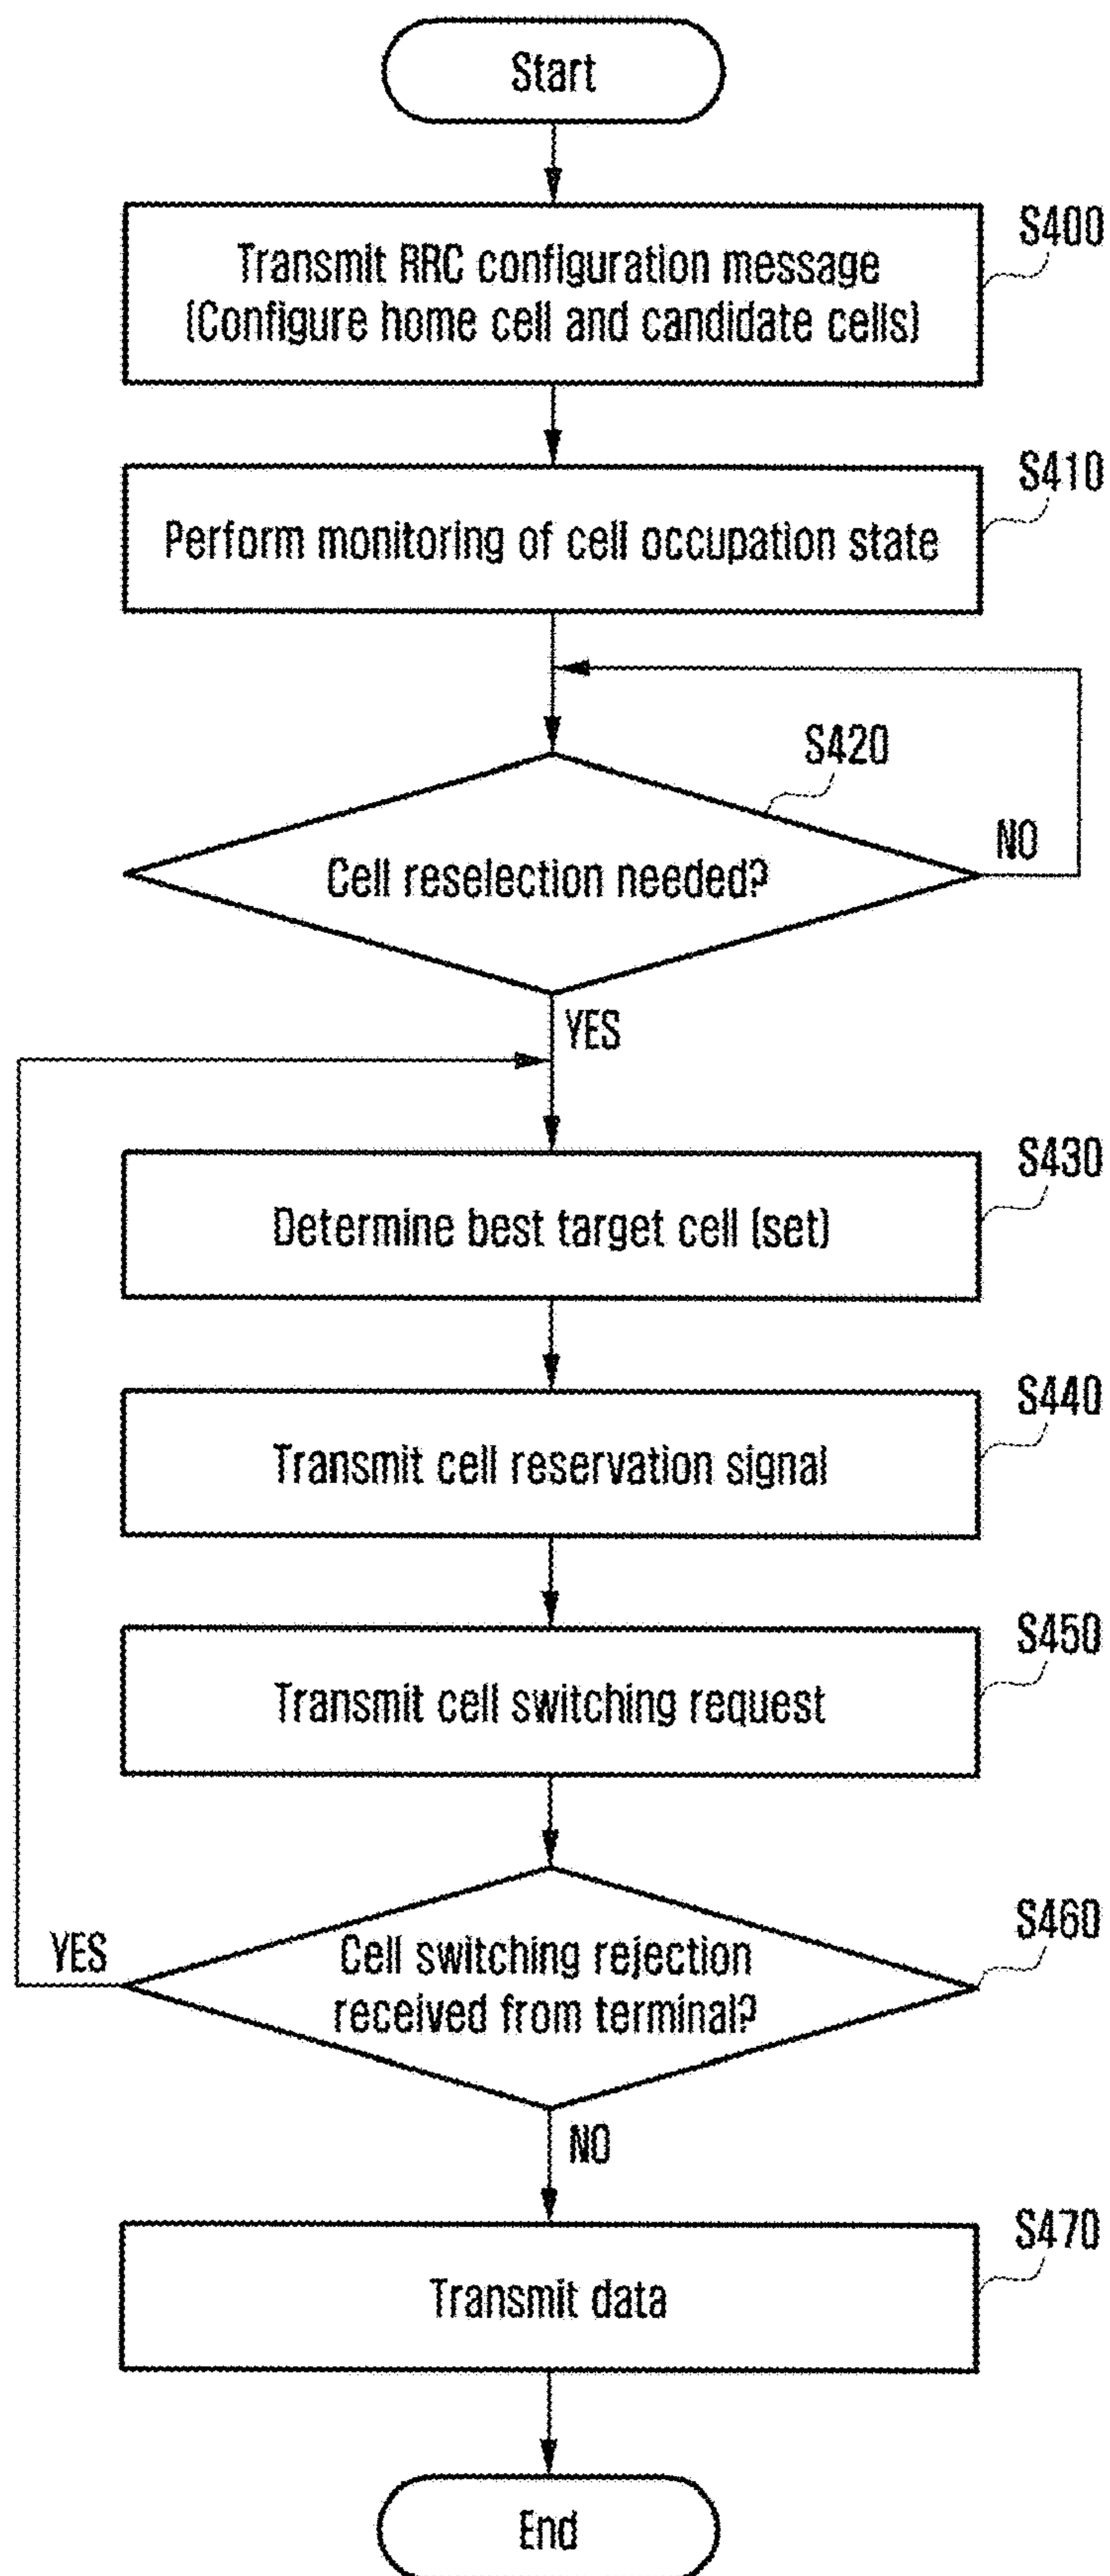 Start
S400
Transmit RRC configuration message
(Configure home cell and candidate cells)
S410
Perform monitoring of cell occupation state
S420
NO
Cell reselection needed?
YES
S430
Determine best target cell (set)
S440
Transmit cell reservation signal
S450
Transmit cell switching request
S460
YES
Cell switching rejection
received from terminal?
NO
S470
Transmit data
End